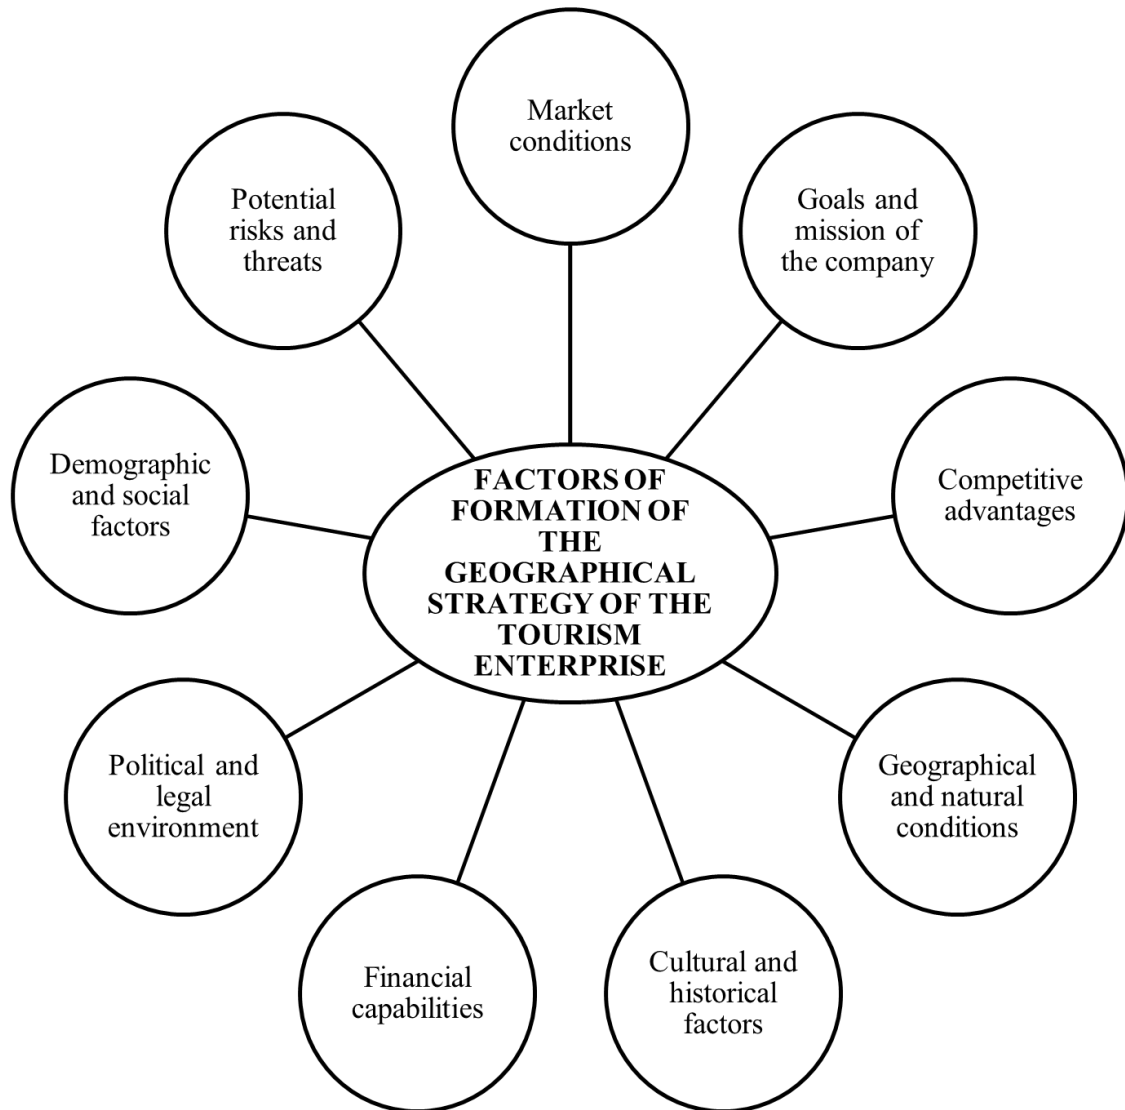 Market
conditions
Goals and
mission of
the company
Competitive
advantages
Geographical
and natural
conditions
Cultural and
historical
factors
Financial
capabilities
Political and
legal
environment
Demographic
and social
factors
Potential
risks and
threats
FACTORS OF
FORMATION OF
THE
GEOGRAPHICAL
STRATEGY OF THE
TOURISM
ENTERPRISE